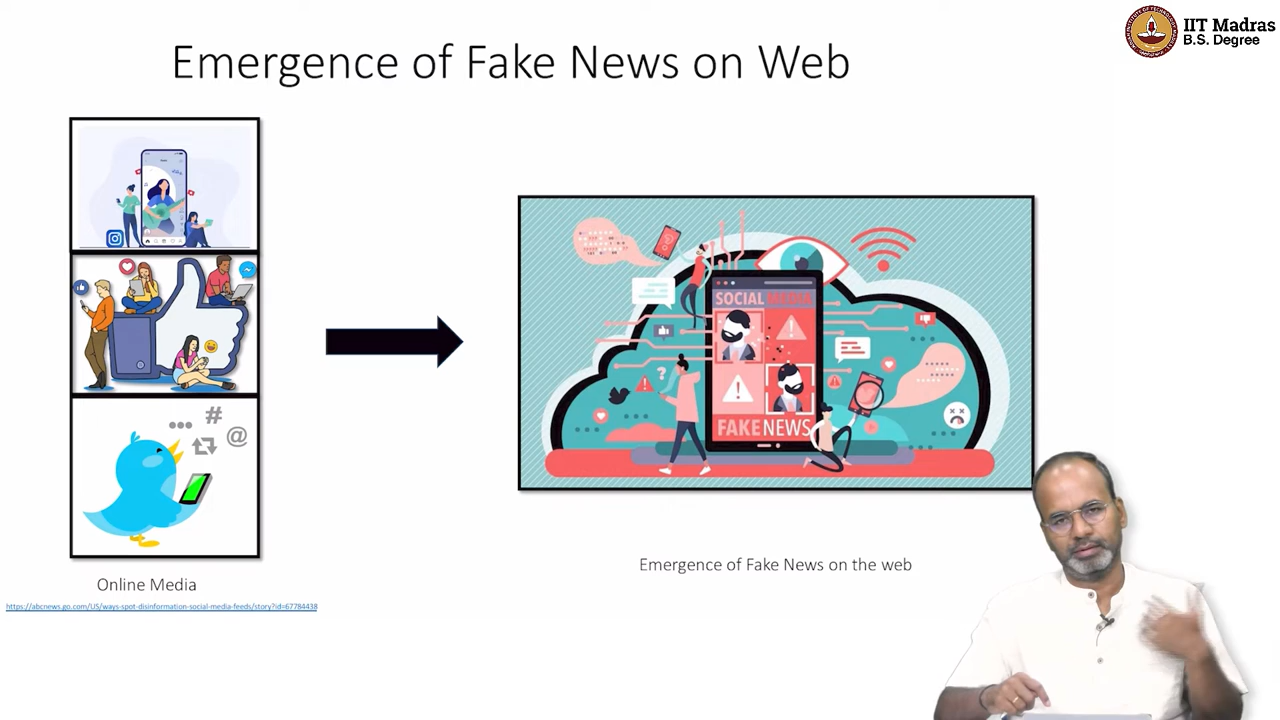 IIT Madras
B.S. Degree
Emergence of Fake News on Web
#
@
SOCIAL MEDIA
?
FAKE NEWS
Emergence of Fake News on the web
Online Media
https://abcnews.go.com/US/ways-spot-disinformation-social-media-feeds/story?id=67784438